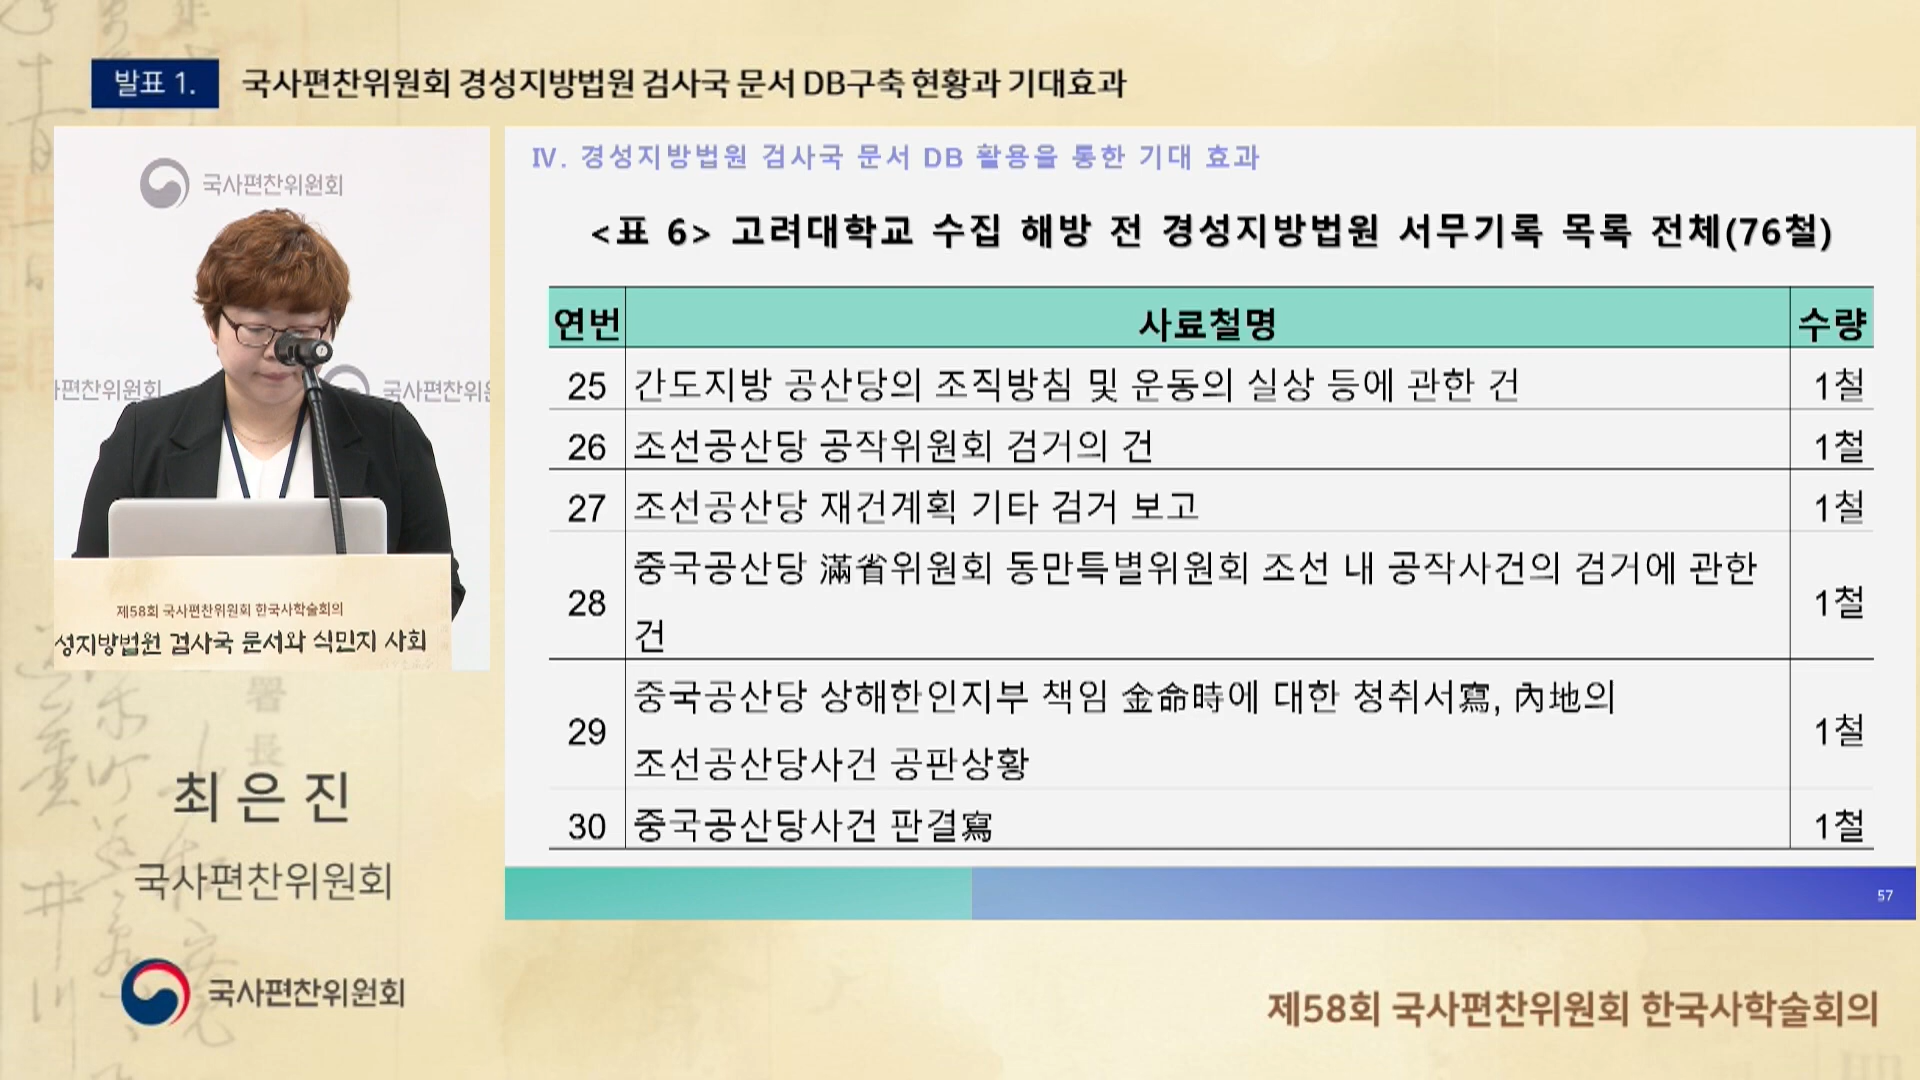 발표 1.
국사편찬위원회 경성지방법원 검사국 문서 DB구축 현황과 기대효과
국사편찬위원회
편찬위원회
국사편찬위원
제58회 국사편찬위원회 한국사학술회의
성지방법원 검사국 문서와 식민지 사회
Ⅳ. 경성지방법원 검사국 문서 DB 활용을 통한 기대 효과
<표 6> 고려대학교 수집 해방 전 경성지방법원 서무기록 목록 전체(76철)
연번 사료철명 수량
25 간도지방 공산당의 조직방침 및 운동의 실상 등에 관한 건 1철
26 조선공산당 공작위원회 검거의 건 1철
27 조선공산당 재건계획 기타 검거 보고 1철
28 중국공산당 滿省위원회 동만특별위원회 조선 내 공작사건의 검거에 관한
건 1철
29 중국공산당 상해한인지부 책임 金命時에 대한 청취서寫, 內地의
조선공산당사건 공판상황 1철
30 중국공산당사건 판결寫 1철
57
署
長
최은진
국사편찬위원회
국사편찬위원회
제58회 국사편찬위원회 한국사학술회의